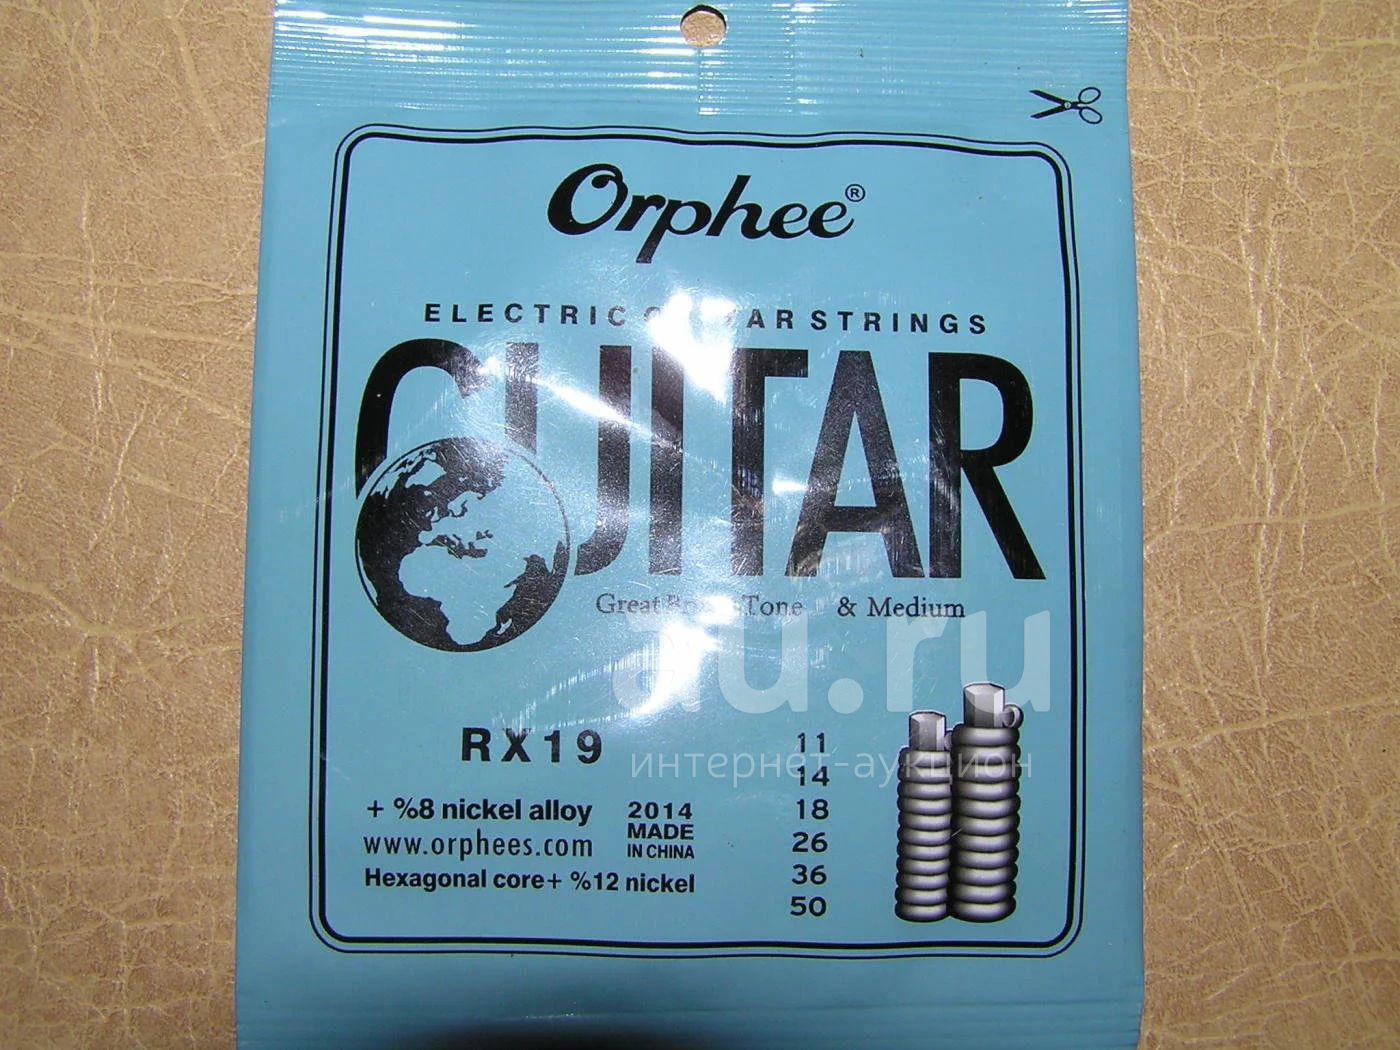 Orphee®
ELECTRIC GUITAR STRINGS
GUITAR
Great Tone & Medium
au.ru
интернет-аукцион
RX19
11
14
18
26
36
50
+ %8 nickel alloy
www.orphees.com
Hexagonal core+ %12 nickel
2014
MADE
IN CHINA